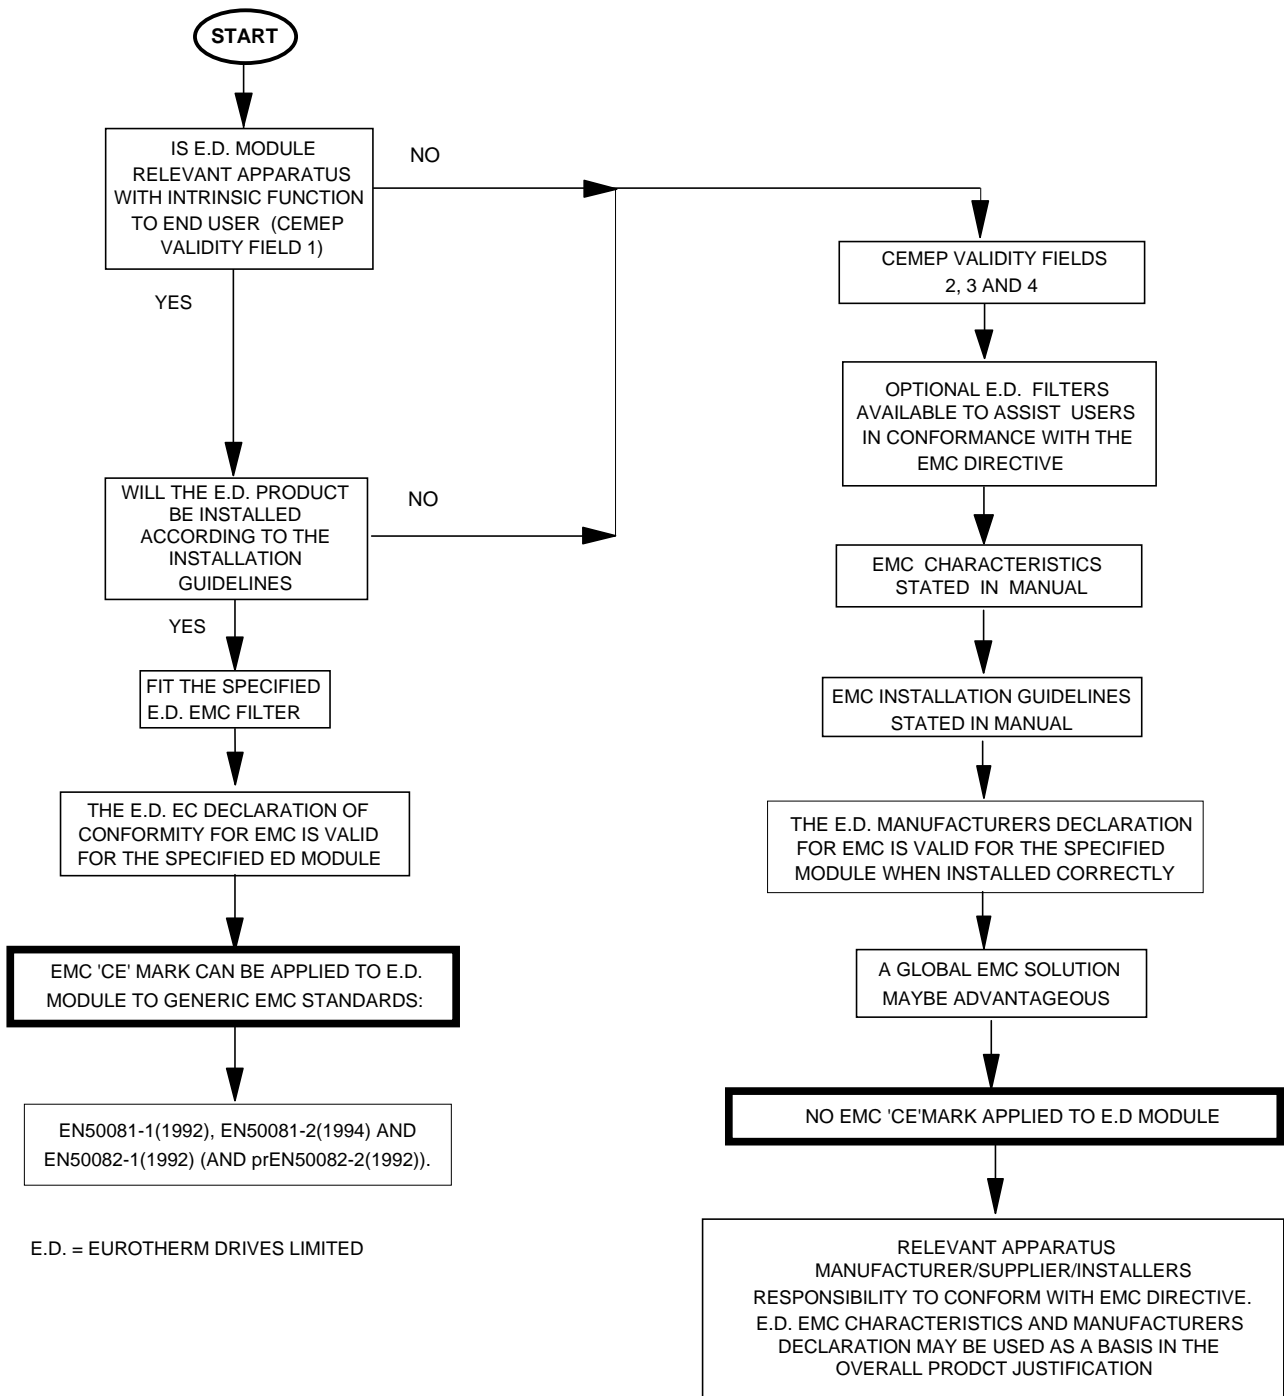 START
IS E.D. MODULE
RELEVANT APPARATUS
WITH INTRINSIC FUNCTION
TO END USER (CEMEP
VALIDITY FIELD 1)
NO
YES
WILL THE E.D. PRODUCT
BE INSTALLED
ACCORDING TO THE
INSTALLATION
GUIDELINES
NO
YES
FIT THE SPECIFIED
E.D. EMC FILTER
THE E.D. EC DECLARATION OF
CONFORMITY FOR EMC IS VALID
FOR THE SPECIFIED ED MODULE
EMC 'CE' MARK CAN BE APPLIED TO E.D.
MODULE TO GENERIC EMC STANDARDS:
EN50081-1(1992), EN50081-2(1994) AND
EN50082-1(1992) (AND prEN50082-2(1992)).
E.D. = EUROTHERM DRIVES LIMITED
CEMEP VALIDITY FIELDS
2, 3 AND 4
OPTIONAL E.D. FILTERS
AVAILABLE TO ASSIST USERS
IN CONFORMANCE WITH THE
EMC DIRECTIVE
EMC CHARACTERISTICS
STATED IN MANUAL
EMC INSTALLATION GUIDELINES
STATED IN MANUAL
THE E.D. MANUFACTURERS DECLARATION
FOR EMC IS VALID FOR THE SPECIFIED
MODULE WHEN INSTALLED CORRECTLY
A GLOBAL EMC SOLUTION
MAYBE ADVANTAGEOUS
NO EMC 'CE'MARK APPLIED TO E.D MODULE
RELEVANT APPARATUS
MANUFACTURER/SUPPLIER/INSTALLERS
RESPONSIBILITY TO CONFORM WITH EMC DIRECTIVE.
E.D. EMC CHARACTERISTICS AND MANUFACTURERS
DECLARATION MAY BE USED AS A BASIS IN THE
OVERALL PRODCT JUSTIFICATION